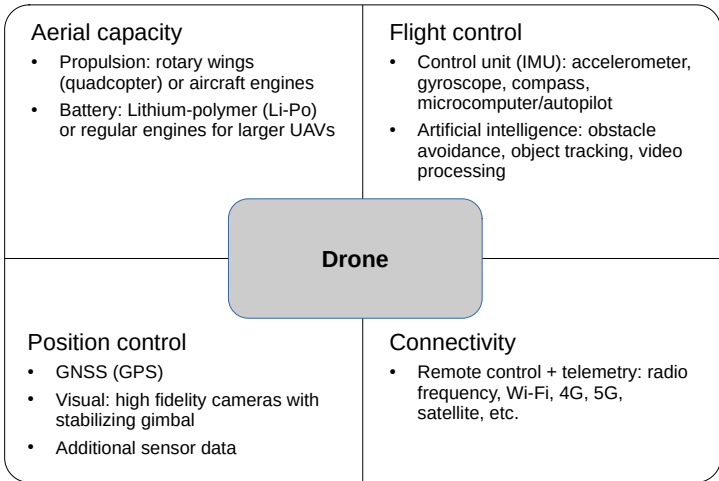 Aerial capacity
• Propulsion: rotary wings
(quadcopter) or aircraft engines
• Battery: Lithium-polymer (Li-Po)
or regular engines for larger UAVs
Flight control
• Control unit (IMU): accelerometer,
gyroscope, compass,
microcomputer/autopilot
• Artificial intelligence: obstacle
avoidance, object tracking, video
processing
Drone
Position control
• GNSS (GPS)
• Visual: high fidelity cameras with
stabilizing gimbal
• Additional sensor data
Connectivity
• Remote control + telemetry: radio
frequency, Wi-Fi, 4G, 5G,
satellite, etc.